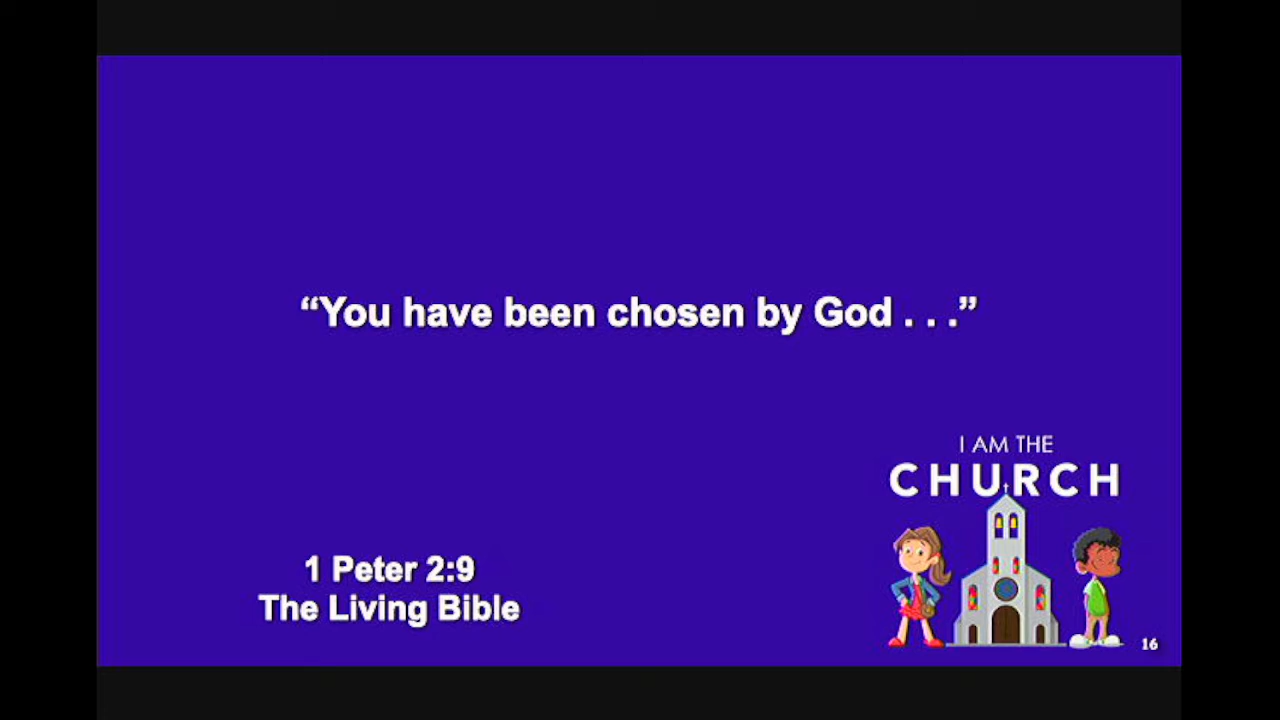 “You have been chosen by God . . .”
I AM THE
CHURCH
1 Peter 2:9
The Living Bible
16